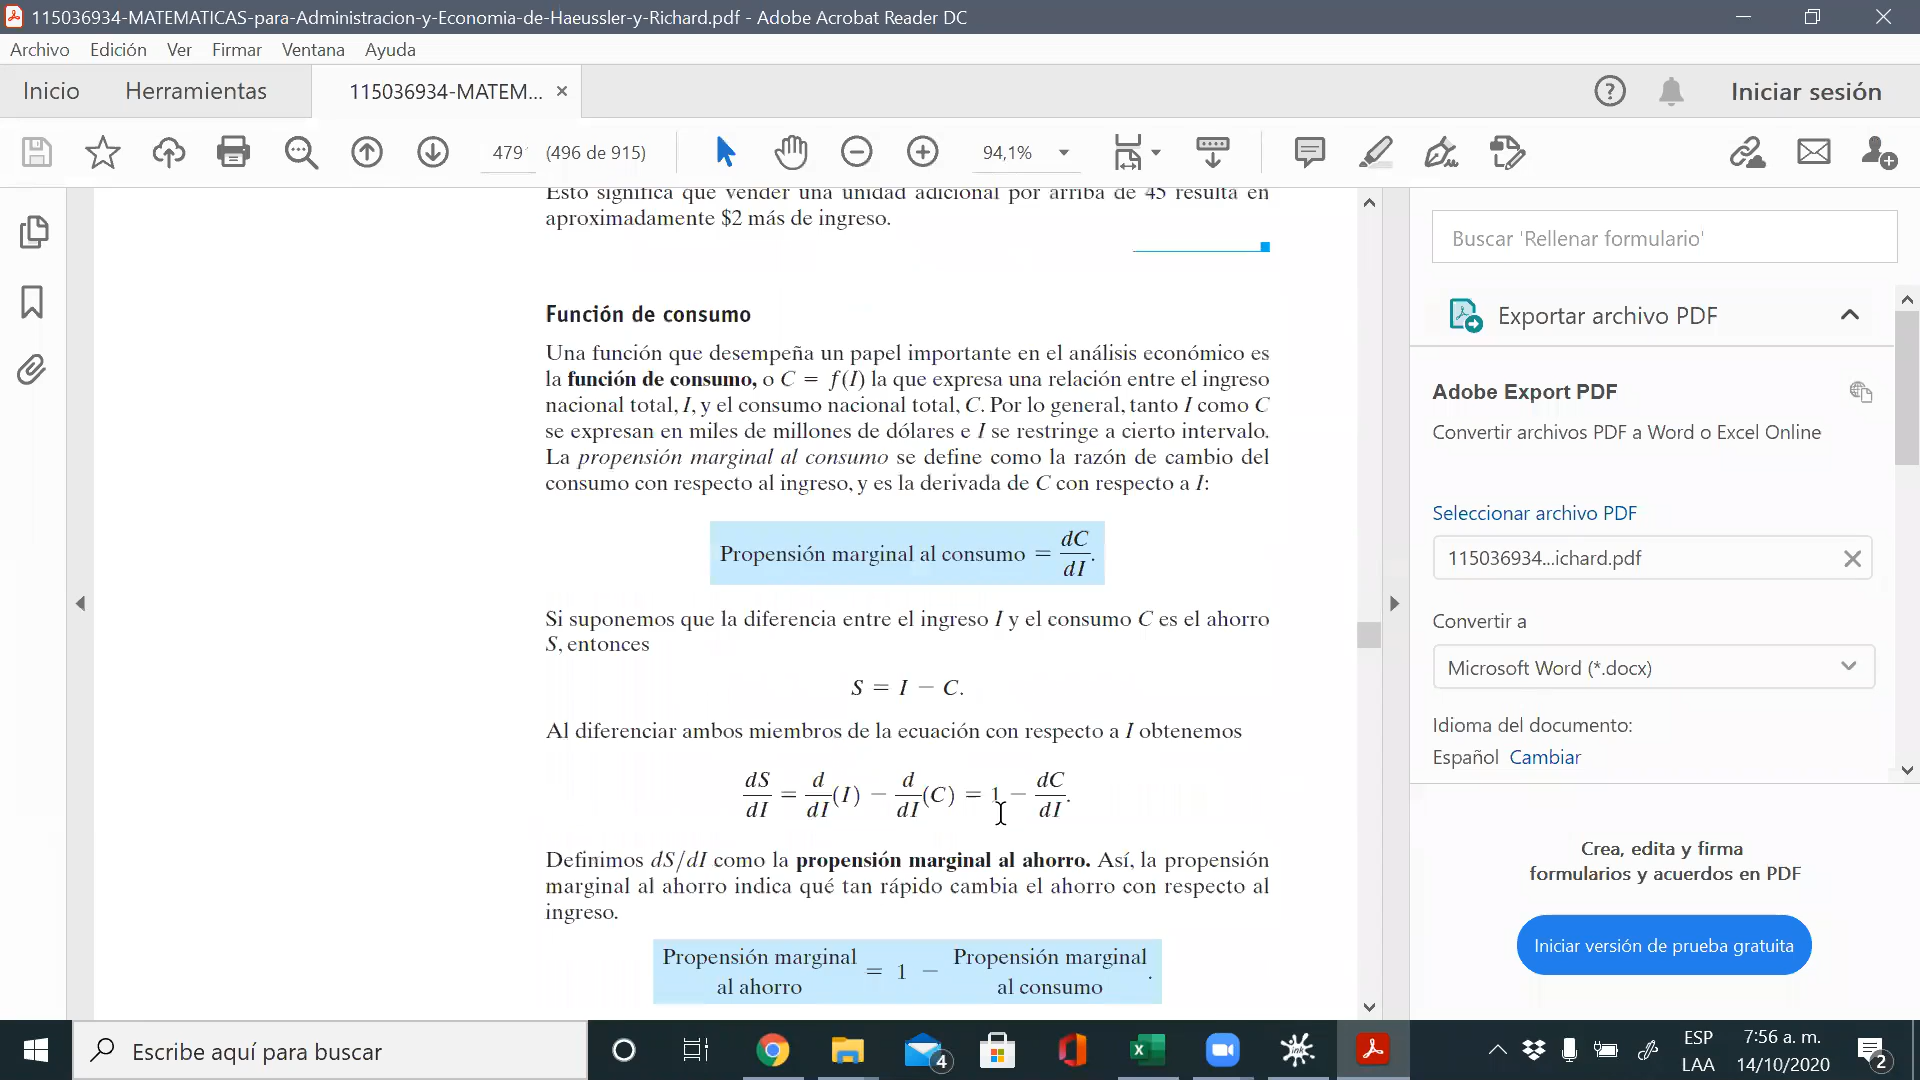 115036934-MATEMATICAS-para-Administracion-y-Economia-de-Haeussler-y-Richard.pdf - Adobe Acrobat Reader DC
Archivo Edición Ver Firmar Ventana Ayuda
Inicio Herramientas 115036934-MATEM... × Iniciar sesión
479 (496 de 915) 94,1%
Esto significa que vender una unidad adicional por arriba de 45 resulta en
aproximadamente $2 más de ingreso.
Función de consumo
Una función que desempeña un papel importante en el análisis económico es
la función de consumo, o C = f(I) la que expresa una relación entre el ingreso
nacional total, I, y el consumo nacional total, C. Por lo general, tanto I como C
se expresan en miles de millones de dólares e I se restringe a cierto intervalo.
La propensión marginal al consumo se define como la razón de cambio del
consumo con respecto al ingreso, y es la derivada de C con respecto a I:
Propensión marginal al consumo = dC/dI.
Si suponemos que la diferencia entre el ingreso I y el consumo C es el ahorro
S, entonces
S = I − C.
Al diferenciar ambos miembros de la ecuación con respecto a I obtenemos
dS/dI = d/dI (I) − d/dI (C) = 1 − dC/dI.
Definimos dS/dI como la propensión marginal al ahorro. Así, la propensión
marginal al ahorro indica qué tan rápido cambia el ahorro con respecto al
ingreso.
Propensión marginal al ahorro = 1 − Propensión marginal al consumo.
Buscar 'Rellenar formulario'
Exportar archivo PDF
Adobe Export PDF
Convertir archivos PDF a Word o Excel Online
Seleccionar archivo PDF
115036934...ichard.pdf
Convertir a
Microsoft Word (*.docx)
Idioma del documento:
Español Cambiar
Crea, edita y firma
formularios y acuerdos en PDF
Iniciar versión de prueba gratuita
Escribe aquí para buscar
4
ink
ESP
LAA
7:56 a. m.
14/10/2020
2